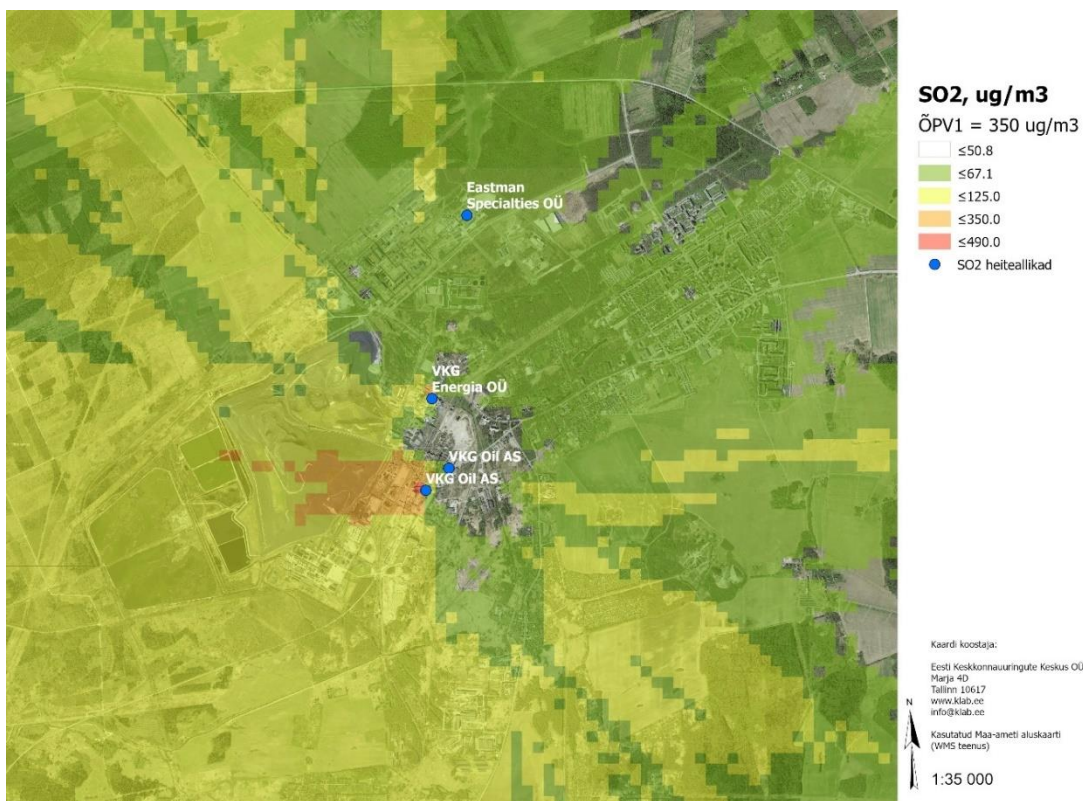 SO2, ug/m3
ÕPV1 = 350 ug/m3
≤50.8
≤67.1
≤125.0
≤350.0
≤490.0
SO2 heiteallikad
Eastman
Specialties OÜ
VKG
Energia OÜ
VKG Oil AS
VKG Oil AS
Kaardi koostaja:
Eesti Keskkonnauuringute Keskus OÜ
Marja 4D
Tallinn 10617
www.klab.ee
info@klab.ee
N
Kasutatud Maa-ameti aluskaarti
(WMS teenus)
1:35 000